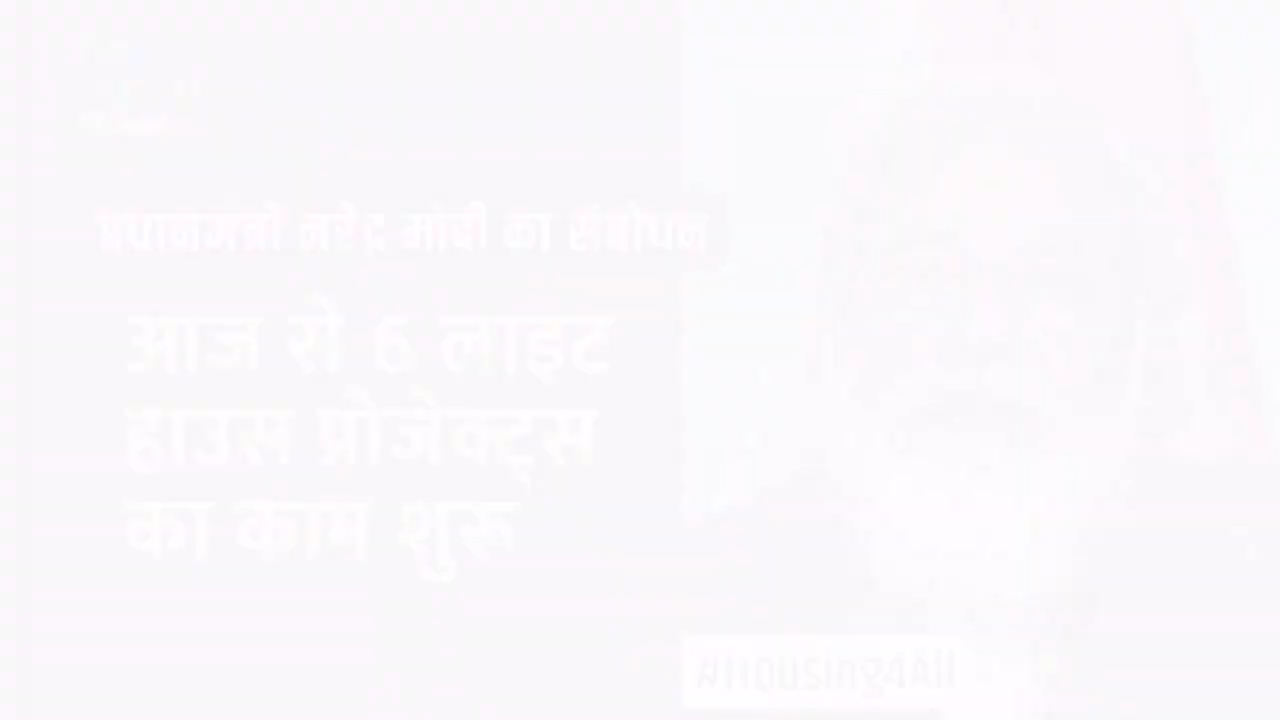 प्रधानमंत्री नरेंद्र मोदी का संबोधन
आज से 6 लाइट
हाउस प्रोजेक्ट्स
का काम शुरू
#Housing4All